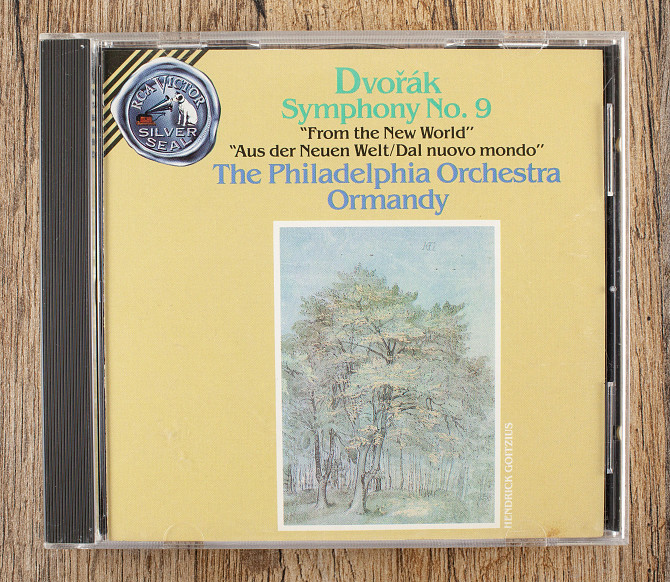 RCA VICTOR
SILVER
SEAL
Dvořák
Symphony No. 9
"From the New World"
"Aus der Neuen Welt/Dal nuovo mondo"
The Philadelphia Orchestra
Ormandy
HENDRICK GOITZIUS